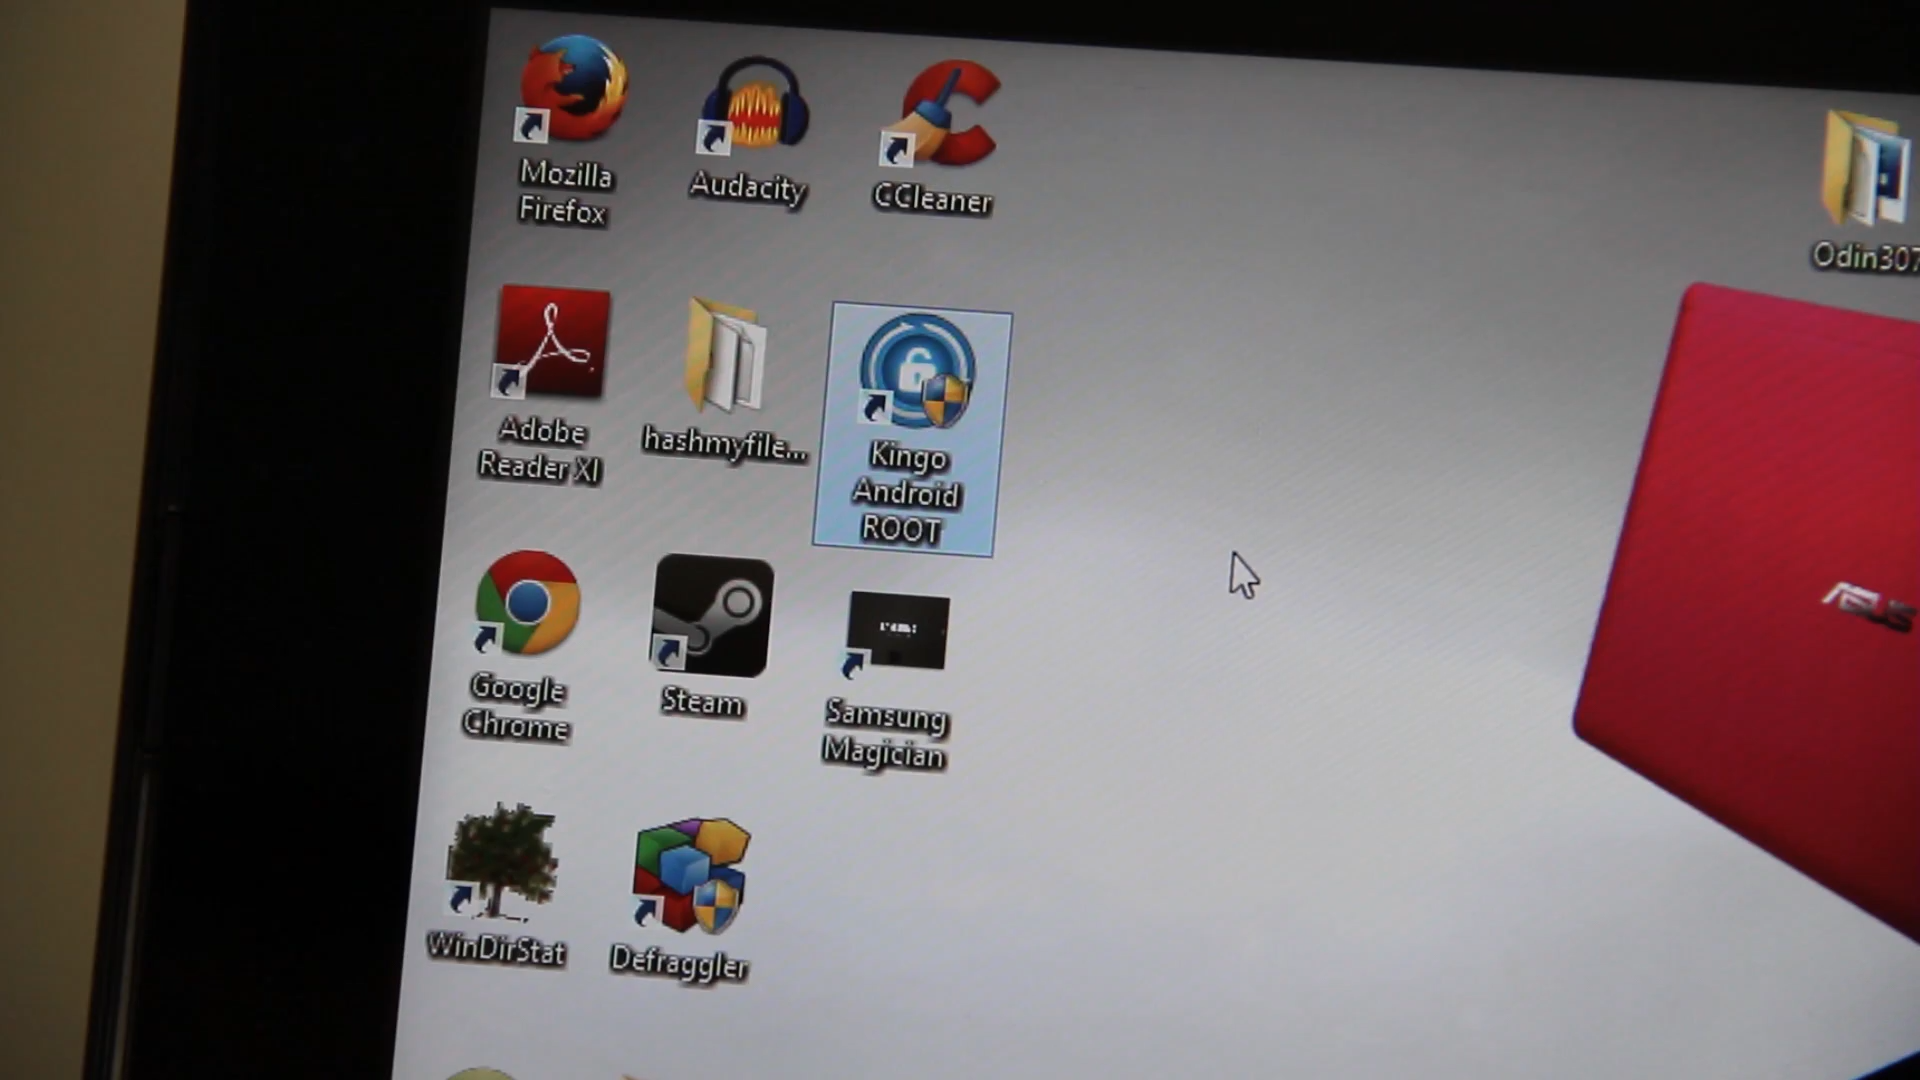 Mozilla
Firefox
Audacity
CCleaner
Odin307
Adobe
Reader XI
hashmyfile...
Kingo
Android
ROOT
ASUS
Google
Chrome
Steam
Samsung
Magician
WinDirStat
Defraggler